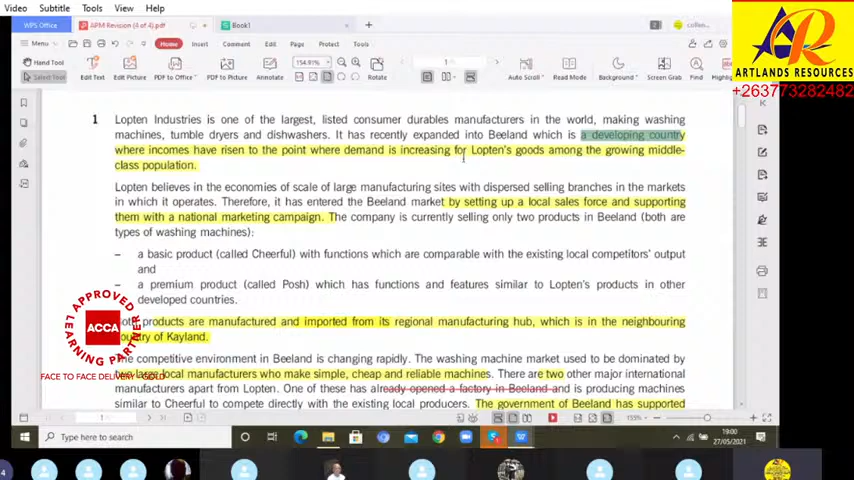 Video Subtitle Tools View Help
WPS Office APM Revision (4 of 4).pdf Book1
Menu Home Insert Comment Edit Page Protect Tools
Hand Tool
Select Tool Edit Text Edit Picture PDF to Office PDF to Picture Annotate 154.91% Rotate Auto Scroll Read Mode Background Screen Grab Find Highlight
ARTLANDS RESOURCES
+263773282482
1 Lopten Industries is one of the largest, listed consumer durables manufacturers in the world, making washing
machines, tumble dryers and dishwashers. It has recently expanded into Beeland which is a developing country
where incomes have risen to the point where demand is increasing for Lopten's goods among the growing middle-
class population.
Lopten believes in the economies of scale of large manufacturing sites with dispersed selling branches in the markets
in which it operates. Therefore, it has entered the Beeland market by setting up a local sales force and supporting
them with a national marketing campaign. The company is currently selling only two products in Beeland (both are
types of washing machines):
– a basic product (called Cheerful) with functions which are comparable with the existing local competitors' output
and
– a premium product (called Posh) which has functions and features similar to Lopten's products in other
developed countries.
products are manufactured and imported from its regional manufacturing hub, which is in the neighbouring
country of Kayland.
The competitive environment in Beeland is changing rapidly. The washing machine market used to be dominated by
two large local manufacturers who make simple, cheap and reliable machines. There are two other major international
manufacturers apart from Lopten. One of these has already opened a factory in Beeland and is producing machines
similar to Cheerful to compete directly with the existing local producers. The government of Beeland has supported
APPROVED
ACCA
LEARNING PARTNER
FACE TO FACE DELIVERY - GOLD
Type here to search
19:00
27/05/2021